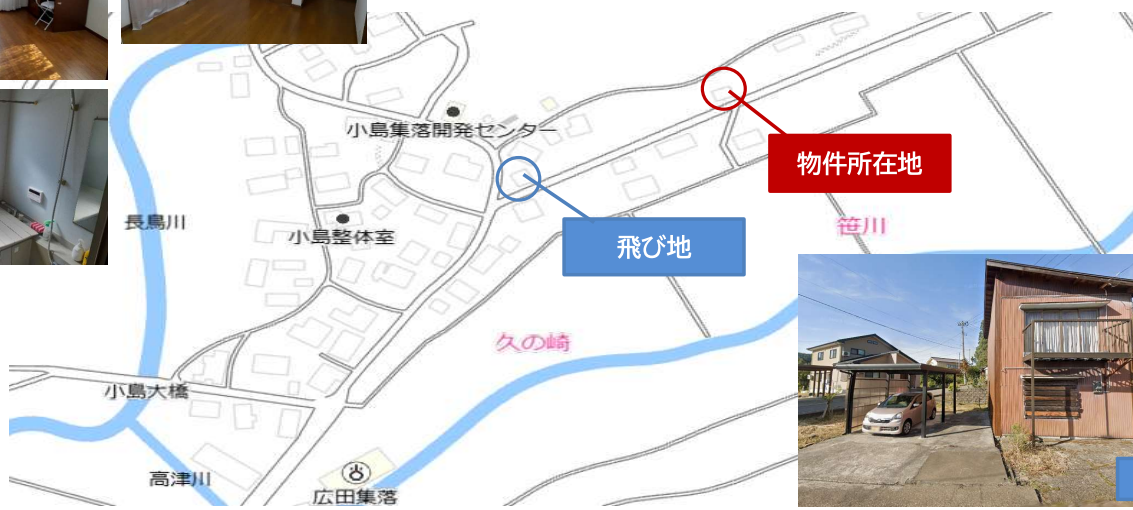 小島集落開発センター
物件所在地
長鳥川
小島整体室
飛び地
笹川
久の崎
小島大橋
高津川
広田集落